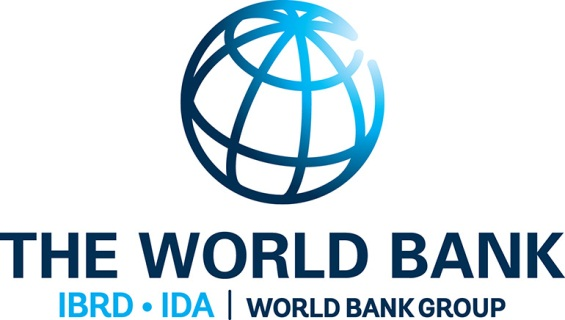 THE WORLD BANK
IBRD • IDA | WORLD BANK GROUP